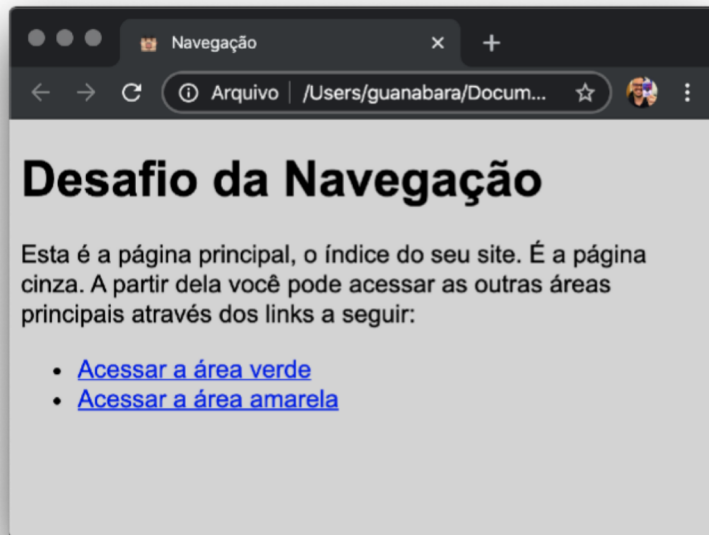 Navegação
Arquivo /Users/guanabara/Docum...
Desafio da Navegação
Esta é a página principal, o índice do seu site. É a página
cinza. A partir dela você pode acessar as outras áreas
principais através dos links a seguir:
Acessar a área verde
Acessar a área amarela